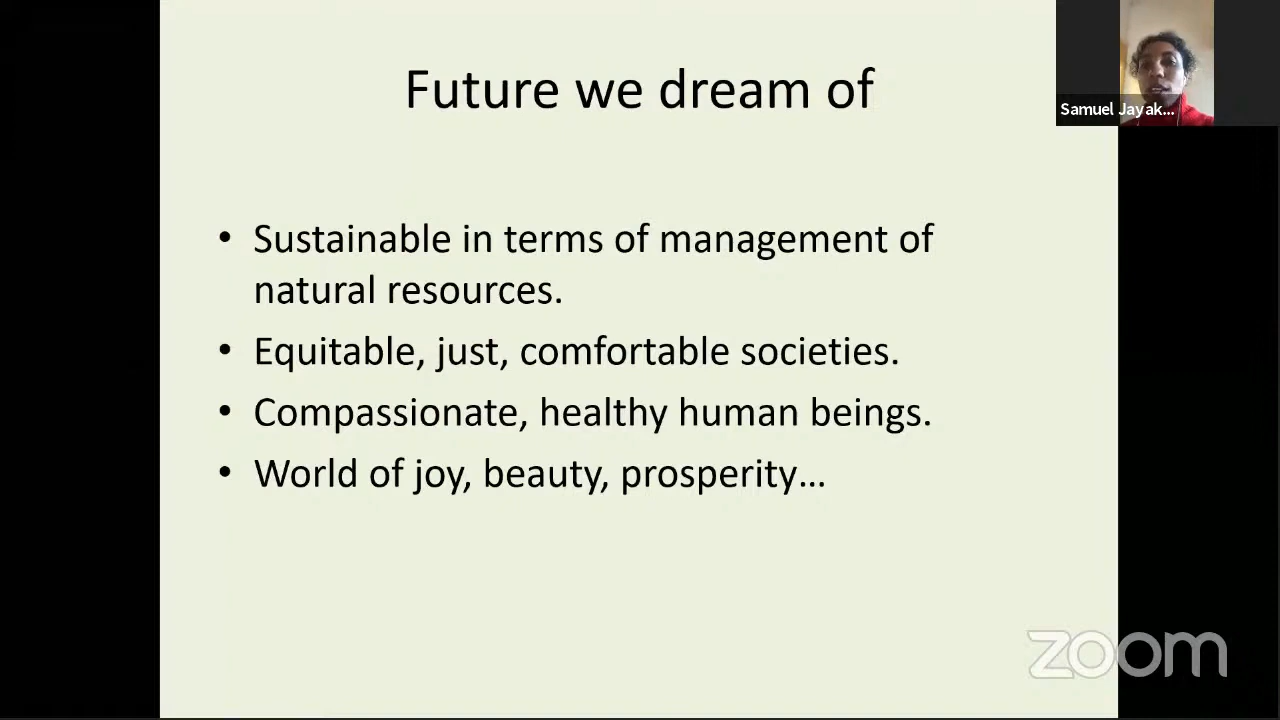 Future we dream of
Samuel Jayak...
• Sustainable in terms of management of
natural resources.
• Equitable, just, comfortable societies.
• Compassionate, healthy human beings.
• World of joy, beauty, prosperity…
zoom